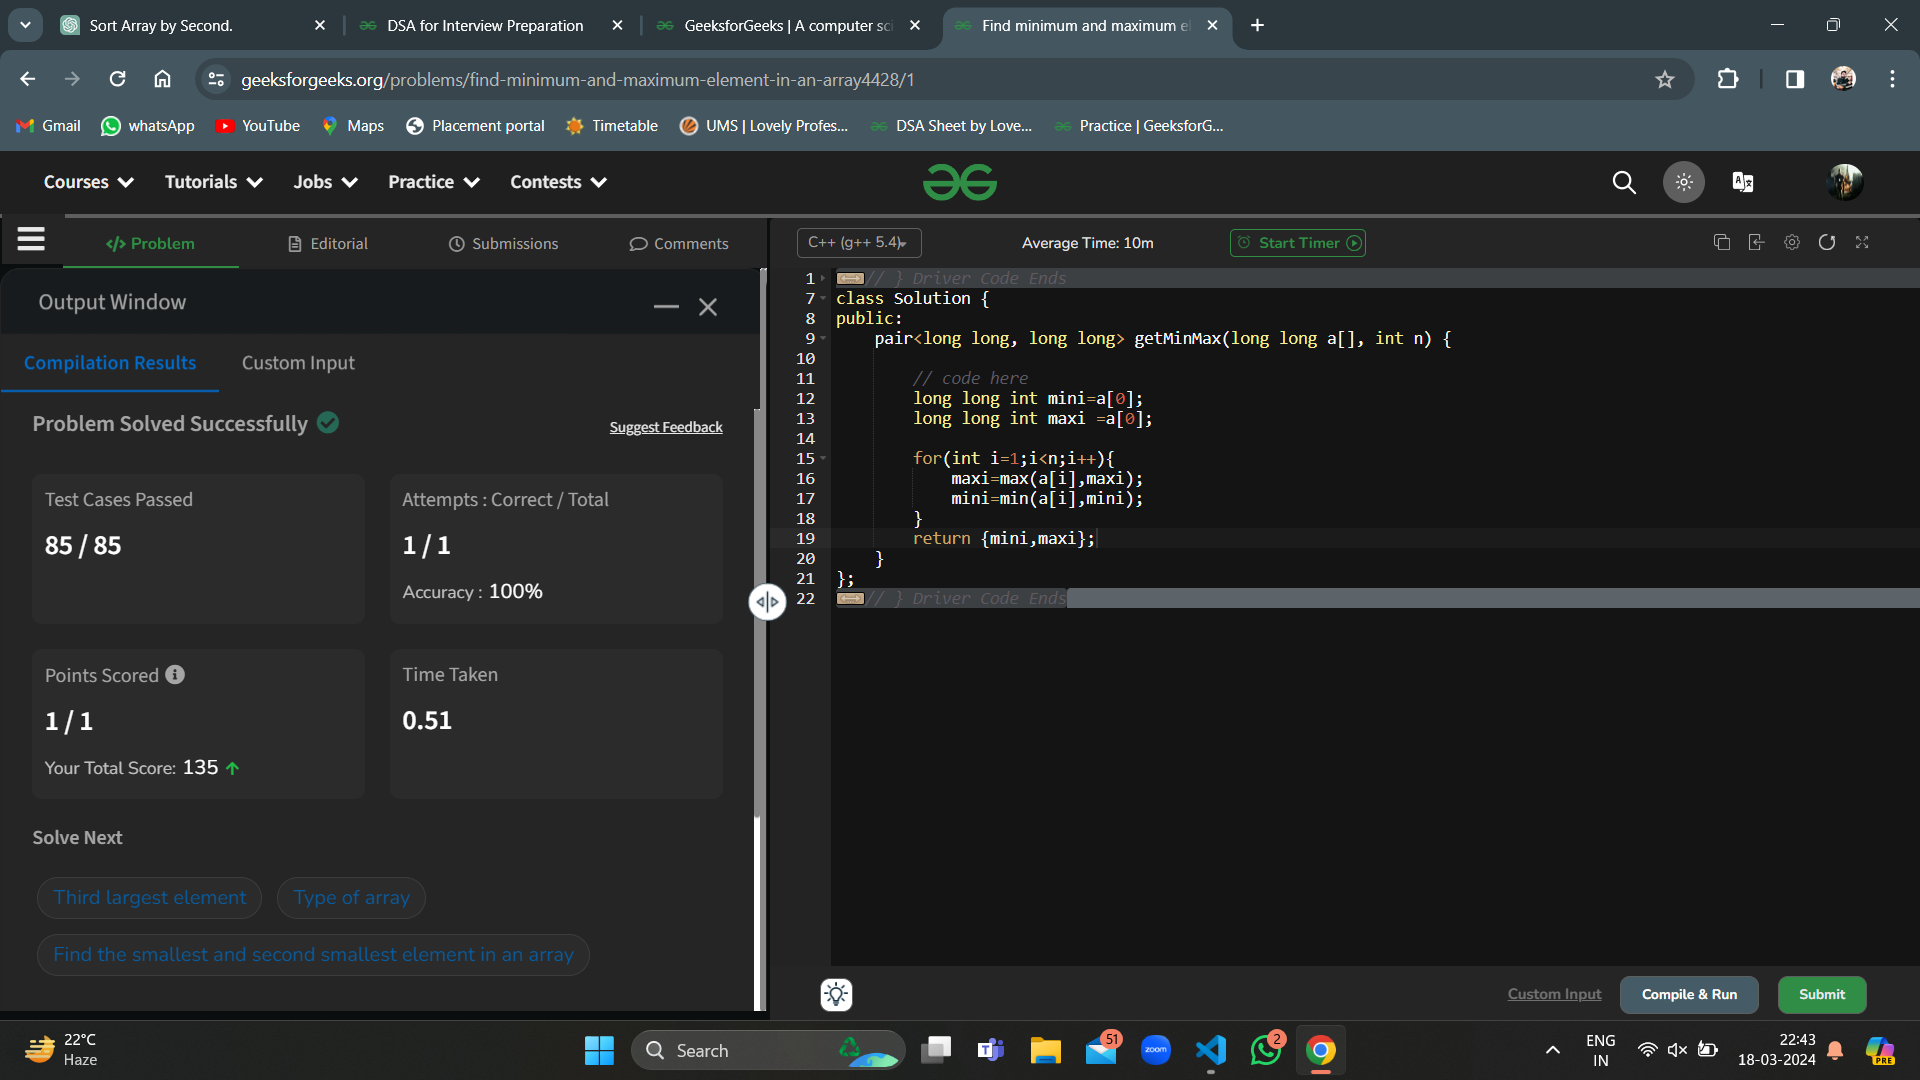 Sort Array by Second.
DSA for Interview Preparation
GeeksforGeeks | A computer sci
Find minimum and maximum el
geeksforgeeks.org/problems/find-minimum-and-maximum-element-in-an-array4428/1
Gmail
whatsApp
YouTube
Maps
Placement portal
Timetable
UMS | Lovely Profes...
DSA Sheet by Love...
Practice | GeeksforG...
Courses
Tutorials
Jobs
Practice
Contests
</> Problem
Editorial
Submissions
Comments
C++ (g++ 5.4)
Average Time: 10m
Start Timer
Output Window
Compilation Results
Custom Input
Problem Solved Successfully
Suggest Feedback
Test Cases Passed
85 / 85
Attempts : Correct / Total
1 / 1
Accuracy : 100%
Points Scored
1 / 1
Your Total Score: 135
Time Taken
0.51
Solve Next
Third largest element
Type of array
Find the smallest and second smallest element in an array
1 // } Driver Code Ends
7 class Solution {
8 public:
9 pair<long long, long long> getMinMax(long long a[], int n) {
10
11 // code here
12 long long int mini=a[0];
13 long long int maxi =a[0];
14
15 for(int i=1;i<n;i++){
16 maxi=max(a[i],maxi);
17 mini=min(a[i],mini);
18 }
19 return {mini,maxi};
20 }
21 };
22 // } Driver Code Ends
Custom Input
Compile & Run
Submit
22°C
Haze
Search
51
zoom
2
ENG
IN
22:43
18-03-2024
PRE